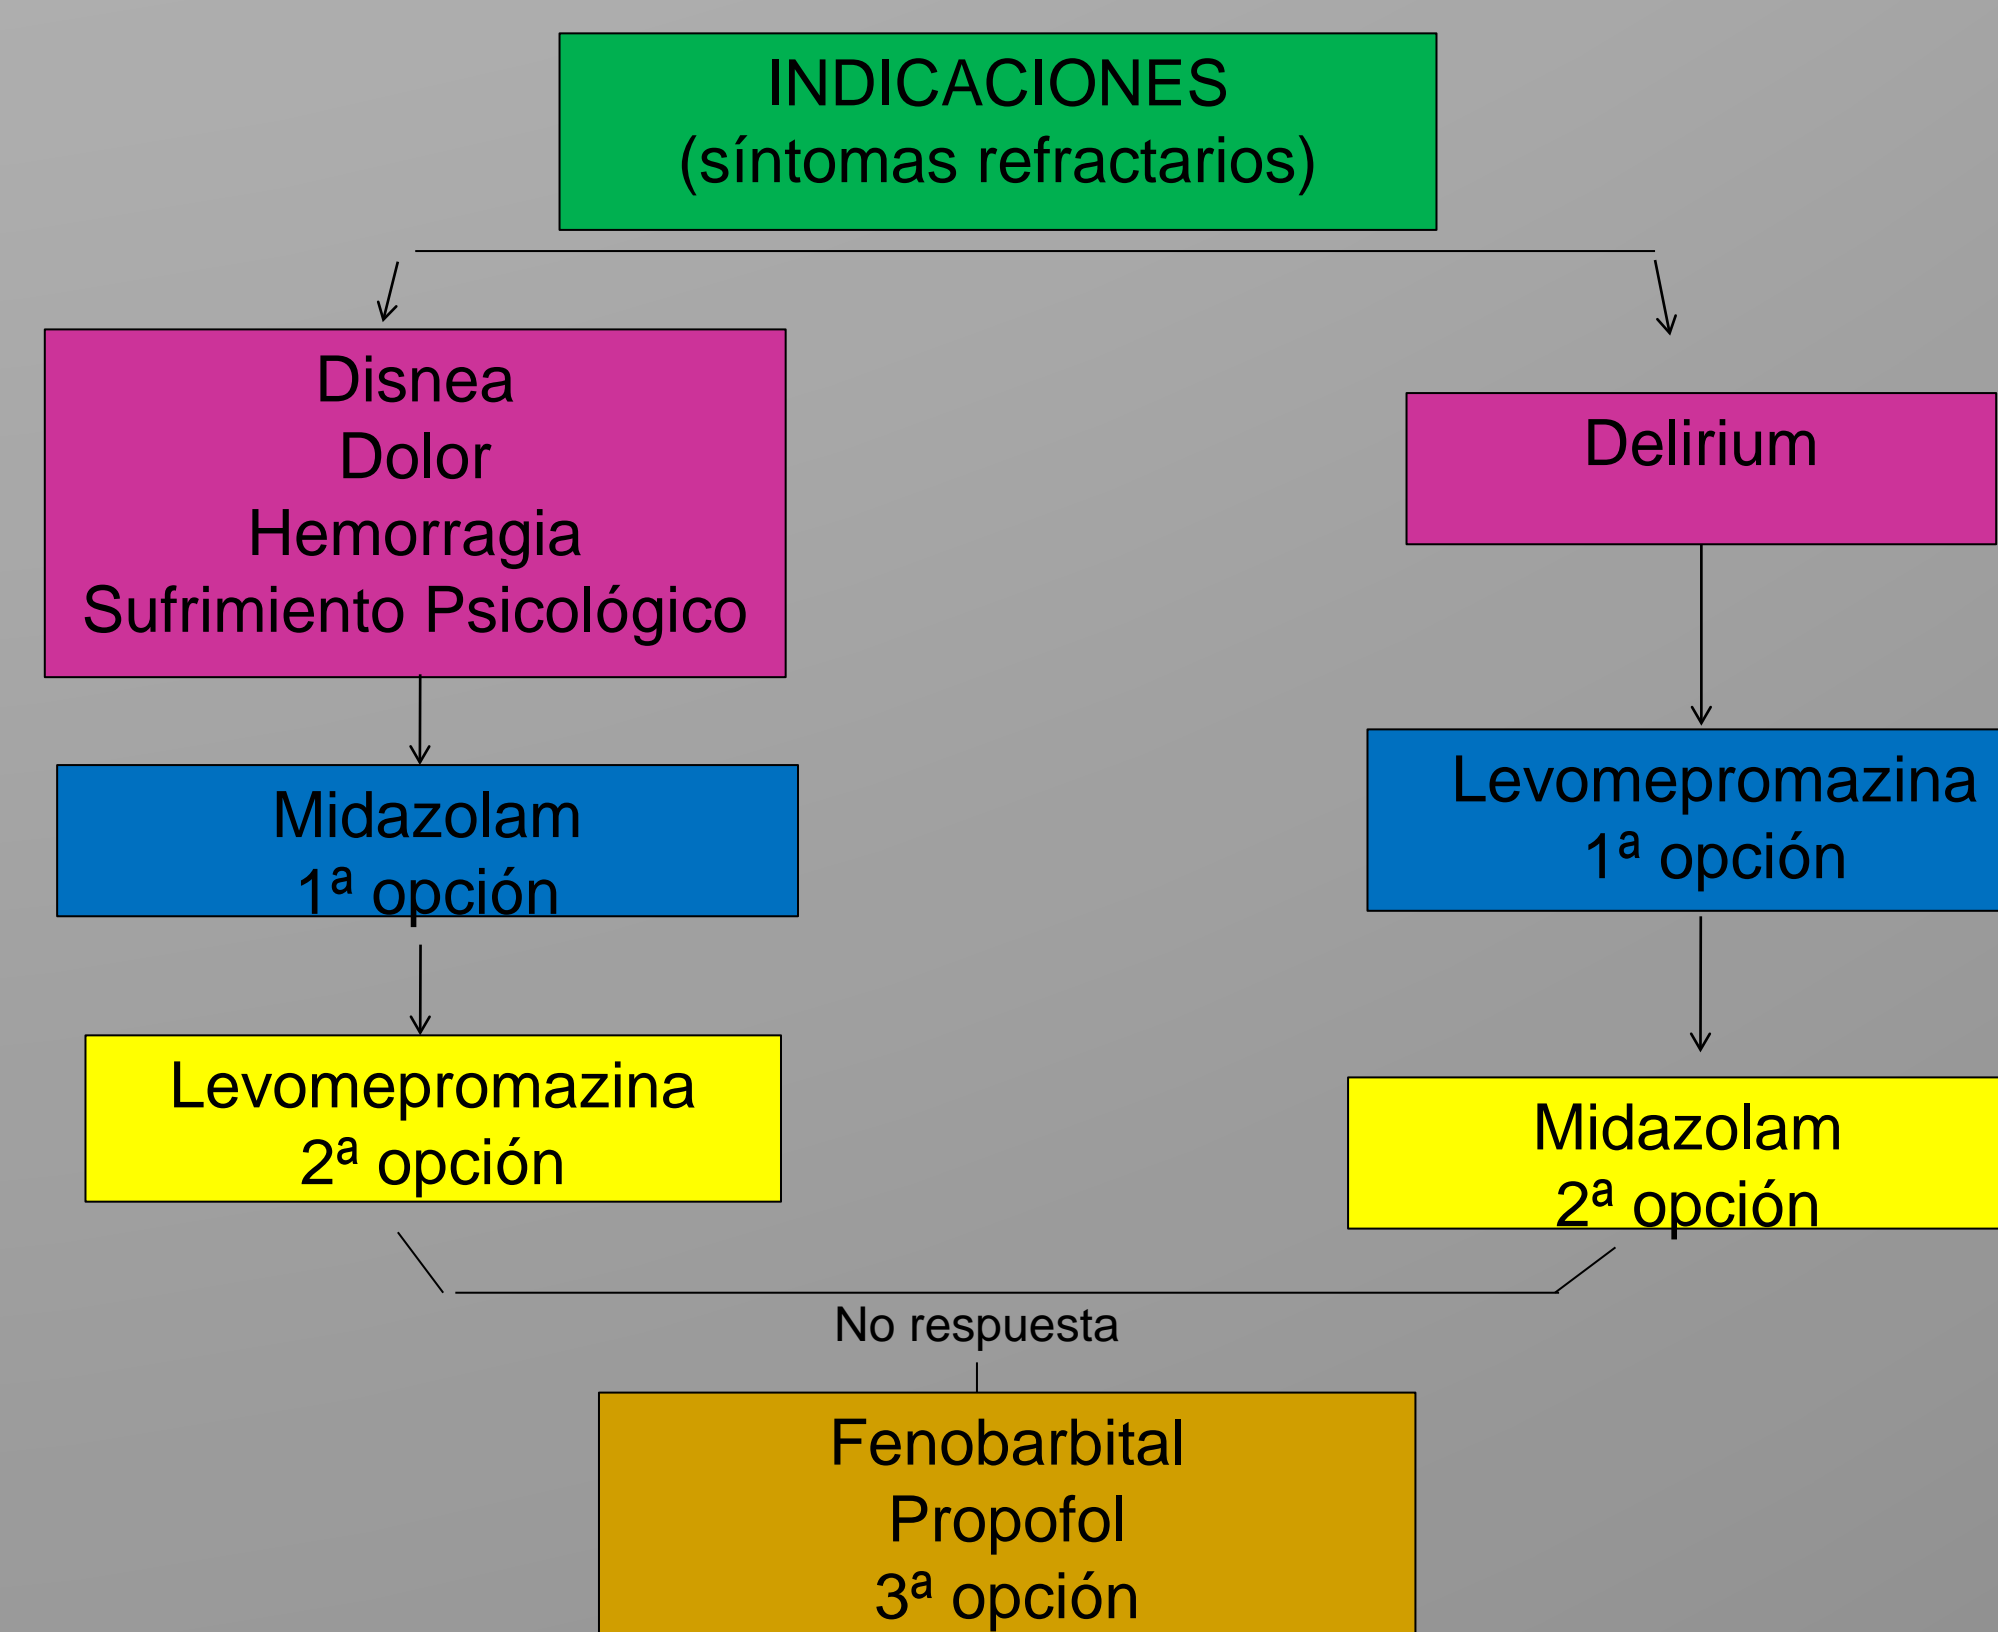 INDICACIONES
(síntomas refractarios)
Disnea
Dolor
Hemorragia
Sufrimiento Psicológico
Delirium
Midazolam
1ª opción
Levomepromazina
1ª opción
Levomepromazina
2ª opción
Midazolam
2ª opción
No respuesta
Fenobarbital
Propofol
3ª opción